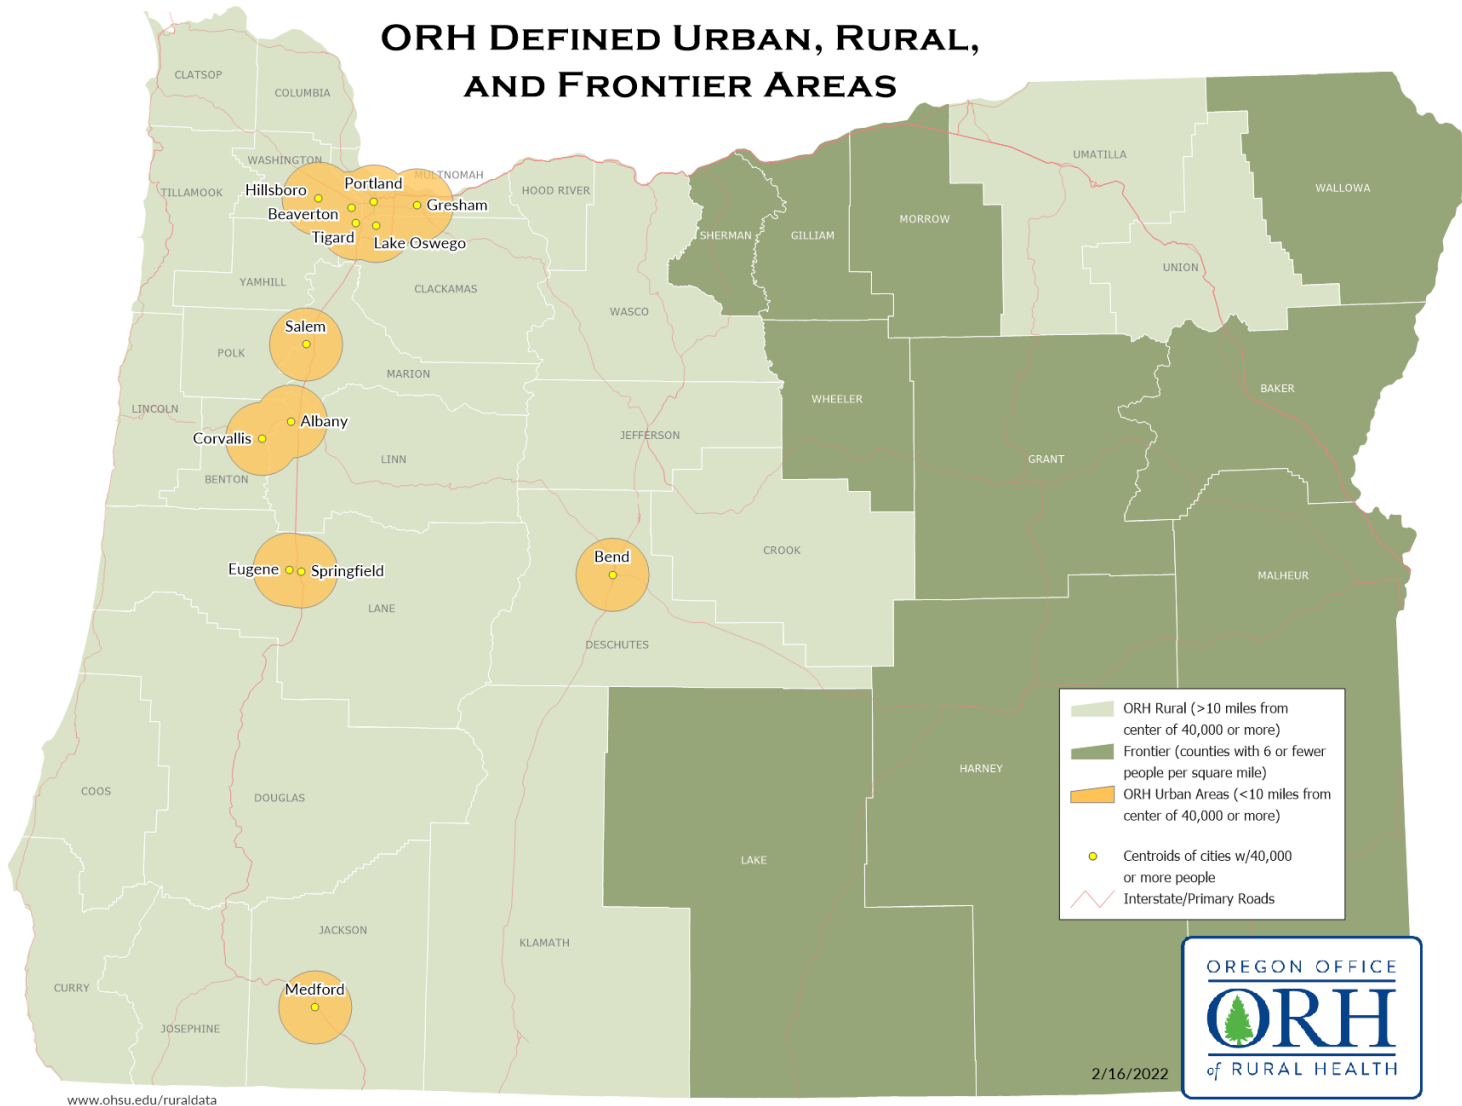 ORH DEFINED URBAN, RURAL,
AND FRONTIER AREAS
CLATSOP
COLUMBIA
WASHINGTON
MULTNOMAH
TILLAMOOK
Hillsboro
Portland
Beaverton
Gresham
Tigard
Lake Oswego
HOOD RIVER
UMATILLA
WALLOWA
SHERMAN
GILLIAM
MORROW
UNION
YAMHILL
CLACKAMAS
WASCO
Salem
POLK
MARION
WHEELER
BAKER
LINCOLN
Albany
Corvallis
JEFFERSON
LINN
GRANT
BENTON
Eugene
Springfield
Bend
CROOK
MALHEUR
LANE
DESCHUTES
COOS
DOUGLAS
HARNEY
LAKE
JACKSON
KLAMATH
CURRY
Medford
JOSEPHINE
ORH Rural (>10 miles from
center of 40,000 or more)
Frontier (counties with 6 or fewer
people per square mile)
ORH Urban Areas (<10 miles from
center of 40,000 or more)
Centroids of cities w/40,000
or more people
Interstate/Primary Roads
OREGON OFFICE
ORH
of RURAL HEALTH
2/16/2022
www.ohsu.edu/ruraldata